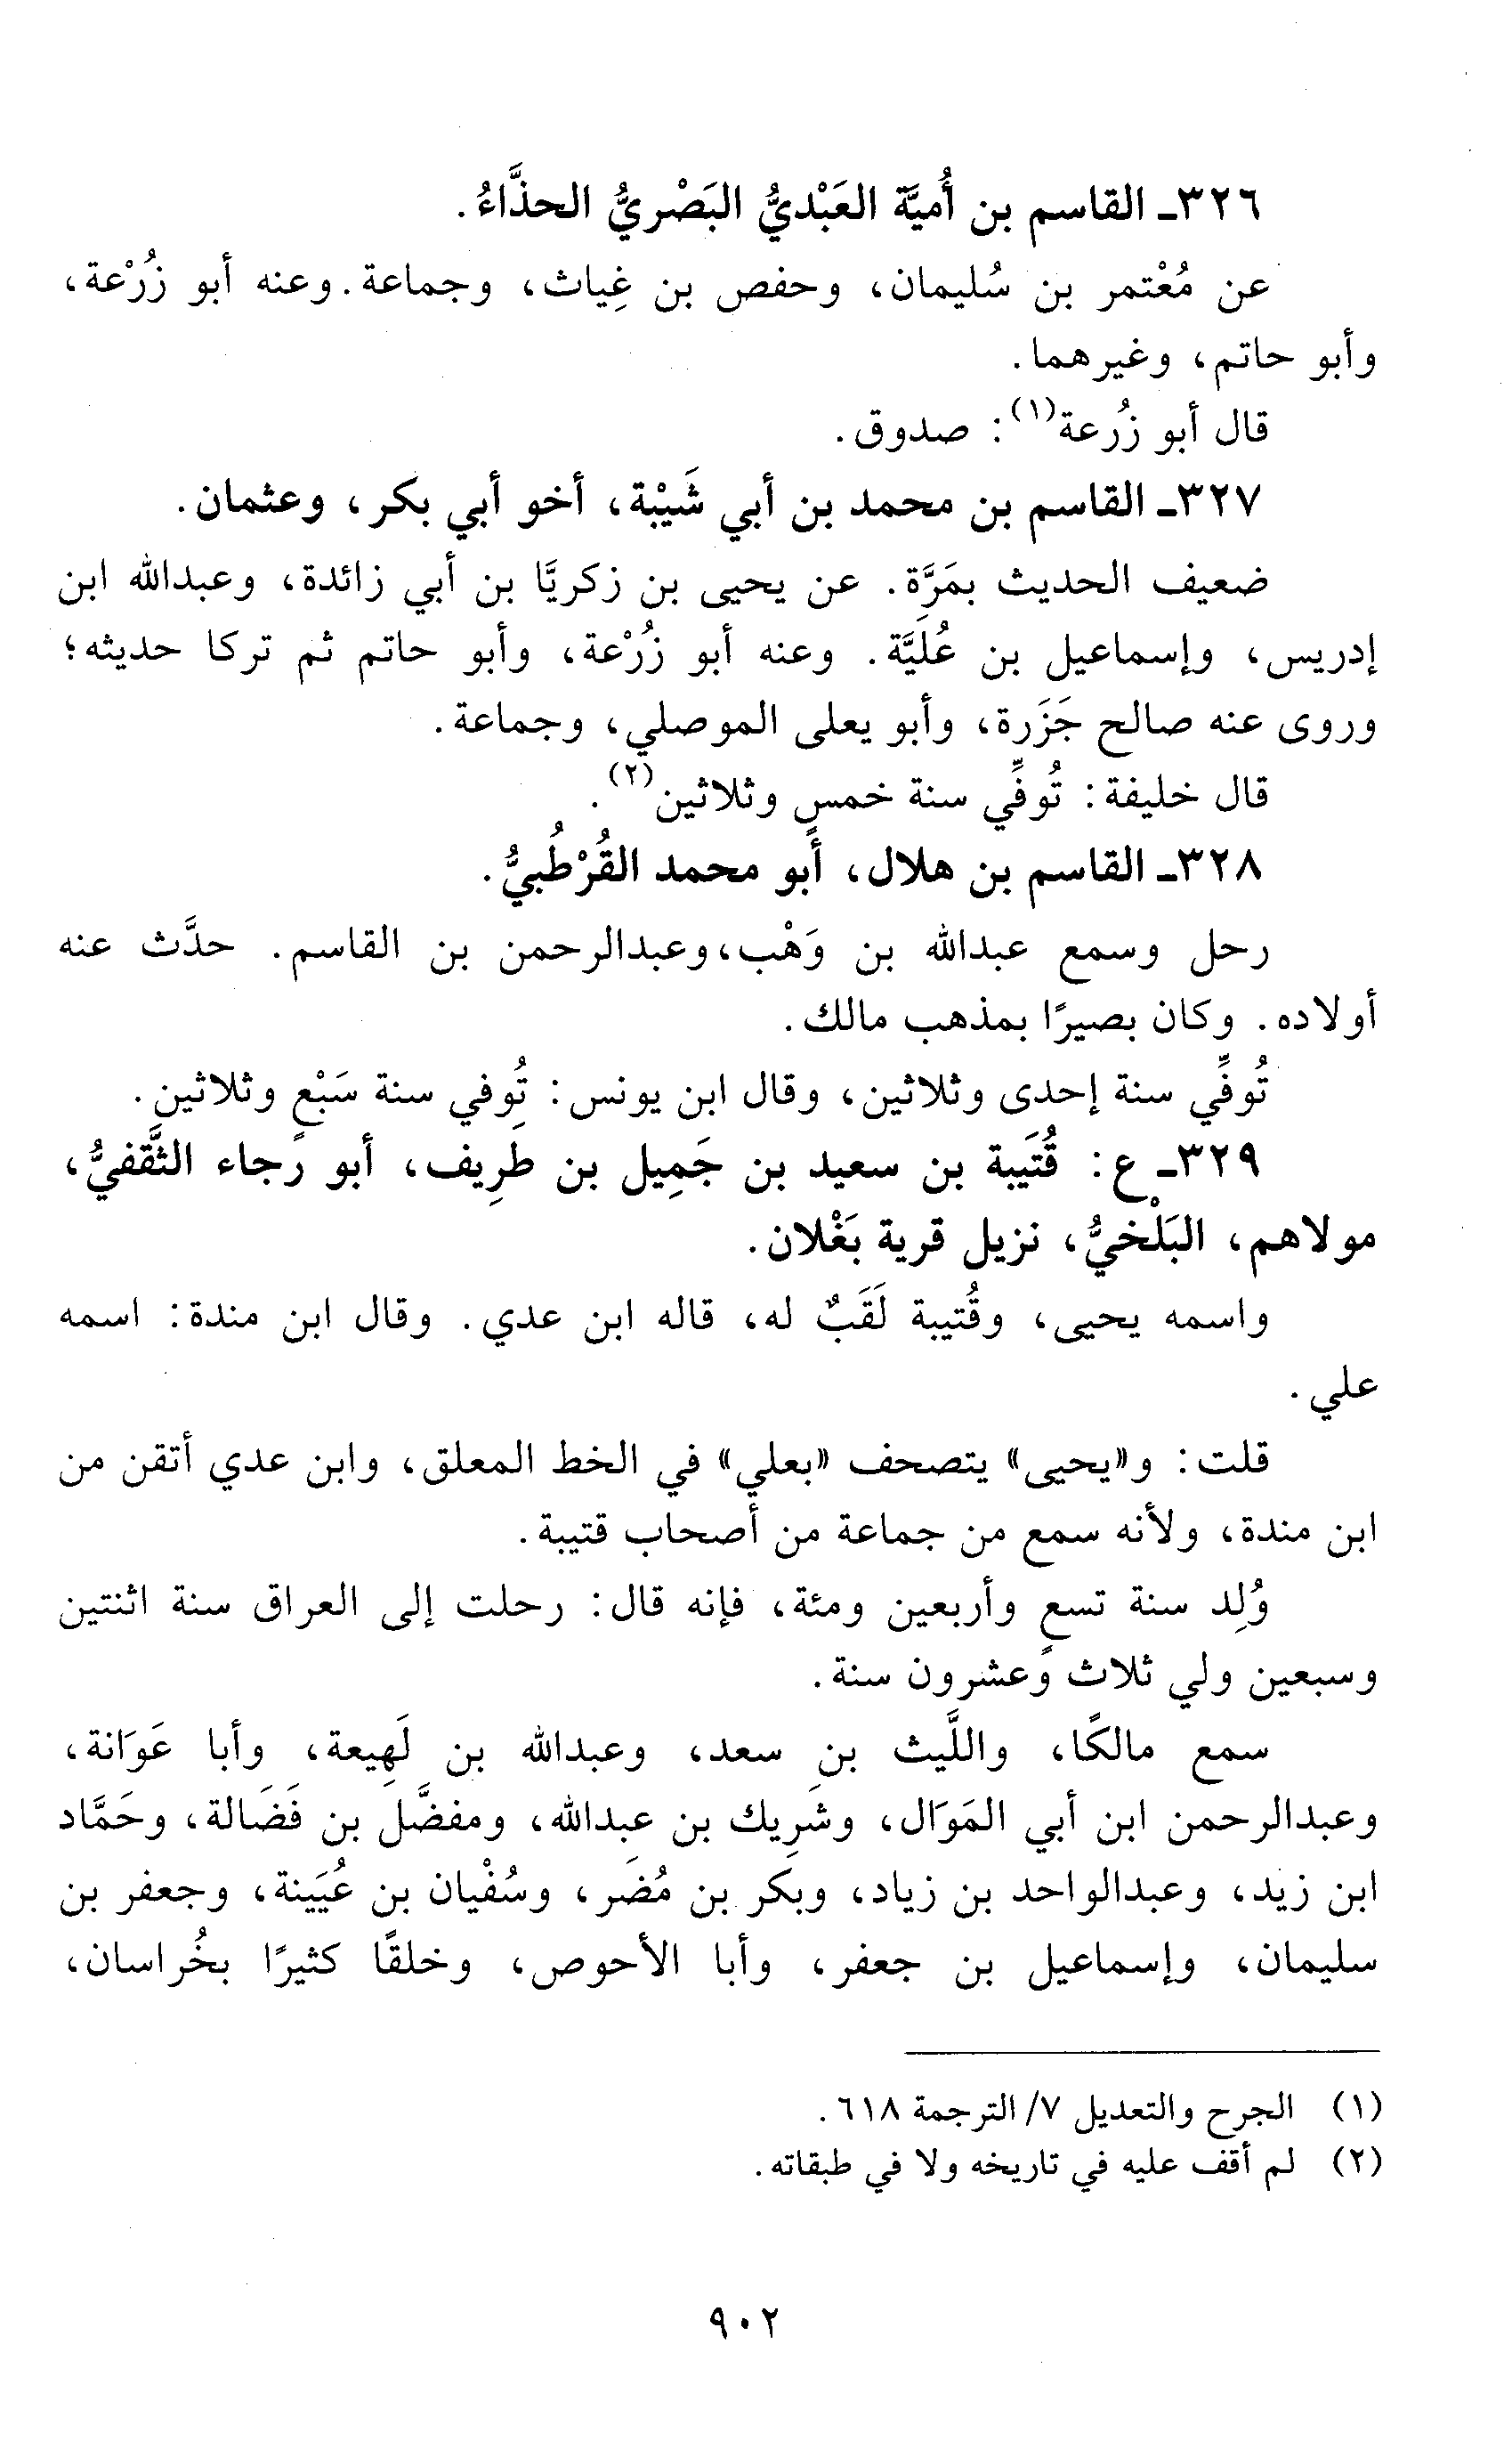 ٣٢٦ـ القاسم بن أُميَّة العَبْديُّ البَصْريُّ الحذَّاءُ.
عن مُعْتمر بن سُليمان، وحفص بن غِياث، وجماعة. وعنه أبو زُرْعة،
وأبو حاتم، وغيرهما.
قال أبو زُرعة(١): صدوق.
٣٢٧ـ القاسم بن محمد بن أبي شَيْبة، أخو أبي بكر، وعثمان.
ضعيف الحديث بمَرَّةٍ. عن يحيى بن زكريَّا بن أبي زائدة، وعبدالله ابن
إدريس، وإسماعيل بن عُلَيَّة. وعنه أبو زُرْعة، وأبو حاتم ثم تركا حديثه؛
وروى عنه صالح جَزَرة، وأبو يعلى الموصلي، وجماعة.
قال خليفة: تُوفِّي سنة خمسٍ وثلاثين(٢).
٣٢٨ـ القاسم بن هلال، أبو محمد القُرْطُبيُّ.
رحل وسمع عبدالله بن وَهْب، وعبدالرحمن بن القاسم. حدَّث عنه
أولاده. وكان بصيرًا بمذهب مالك.
تُوفِّي سنة إحدى وثلاثين، وقال ابن يونس: تُوفي سنة سَبْعٍ وثلاثين.
٣٢٩ـ ع: قُتَيبة بن سعيد بن جَمِيل بن طَرِيف، أبو رجاء الثَّقفيُّ،
مولاهم، البَلْخيُّ، نزيل قرية بَغْلان.
واسمه يحيى، وقُتيبة لَقَبٌ له، قاله ابن عدي. وقال ابن مندة: اسمه
علي.
قلت: و«يحيى» يتصحف «بعلي» في الخط المعلق، وابن عدي أتقن من
ابن مندة، ولأنه سمع من جماعة من أصحاب قتيبة.
وُلِد سنة تسعٍ وأربعين ومئة، فإنه قال: رحلت إلى العراق سنة اثنتين
وسبعين ولي ثلاث وعشرون سنة.
سمع مالكًا، واللَّيث بن سعد، وعبدالله بن لَهِيعة، وأبا عَوَانة،
وعبدالرحمن ابن أبي المَوَال، وشَرِيك بن عبدالله، ومفضَّل بن فَضَالة، وحَمَّاد
ابن زيد، وعبدالواحد بن زياد، وبكر بن مُضَر، وسُفْيان بن عُيَينة، وجعفر بن
سليمان، وإسماعيل بن جعفر، وأبا الأحوص، وخلقًا كثيرًا بخُراسان،
(١) الجرح والتعديل ٧/ الترجمة ٦١٨.
(٢) لم أقف عليه في تاريخه ولا في طبقاته.
٩٠٢